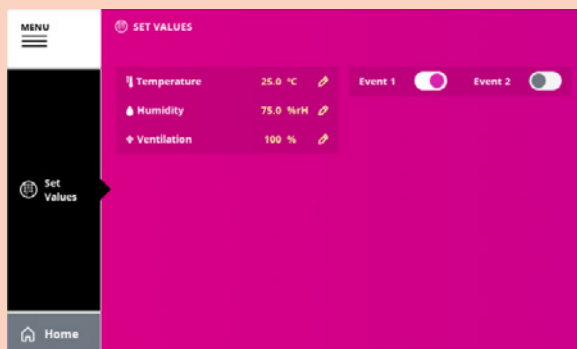 MENU
SET VALUES
Temperature 25.0 °C
Humidity 75.0 %rH
Ventilation 100 %
Event 1 Event 2
Set
Values
Home